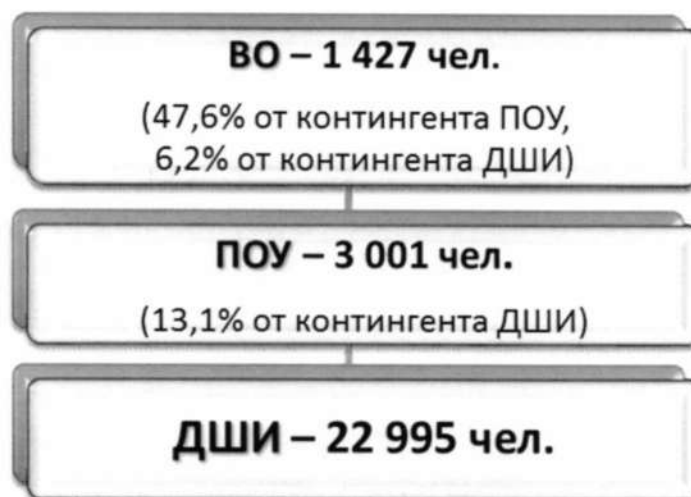 ВО – 1 427 чел.
(47,6% от контингента ПОУ,
6,2% от контингента ДШИ)
ПОУ – 3 001 чел.
(13,1% от контингента ДШИ)
ДШИ – 22 995 чел.